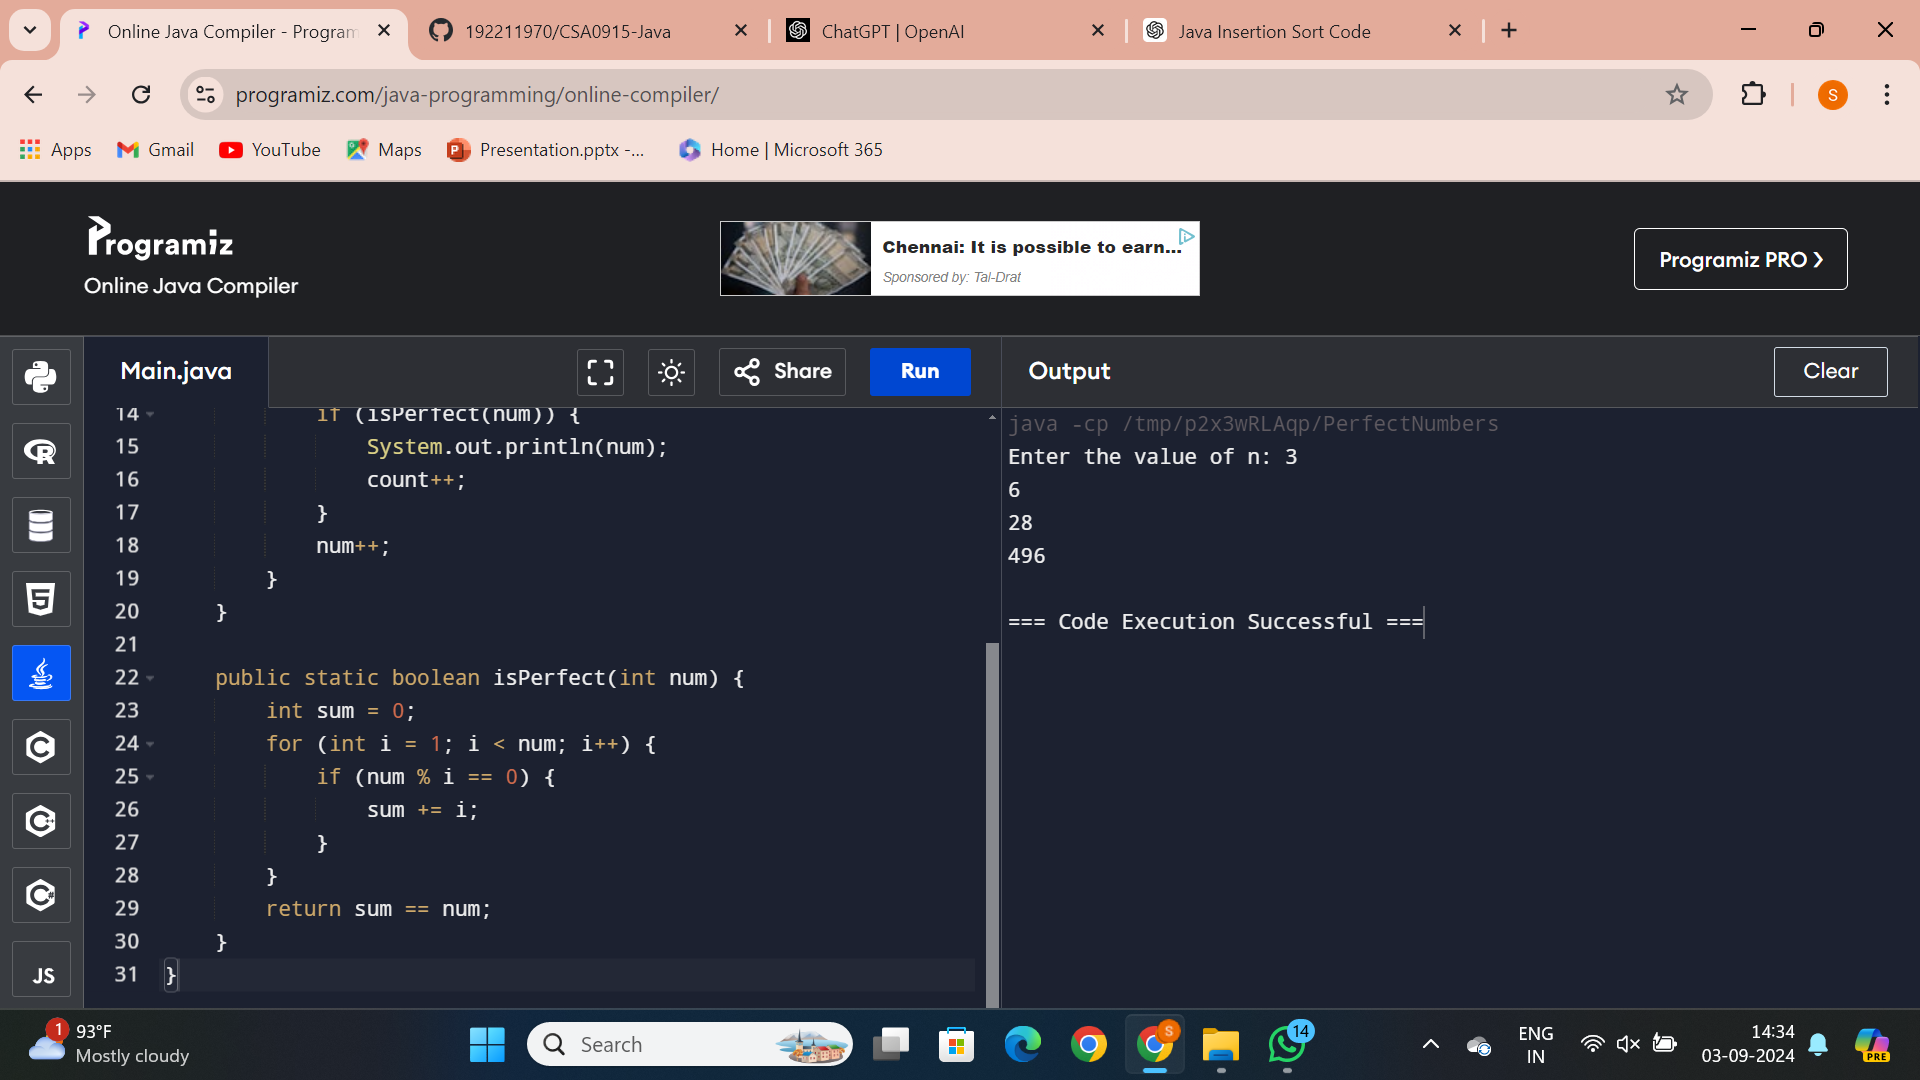 Online Java Compiler - Program
192211970/CSA0915-Java
ChatGPT | OpenAI
Java Insertion Sort Code
programiz.com/java-programming/online-compiler/
S
Apps
Gmail
YouTube
Maps
Presentation.pptx -...
Home | Microsoft 365
Programiz
Online Java Compiler
Chennai: It is possible to earn...
Sponsored by: Tal-Drat
Programiz PRO ❯
Main.java
Share
Run
Output
Clear
14 if (isPerfect(num)) {
15 System.out.println(num);
16 count++;
17 }
18 num++;
19 }
20 }
21
22 public static boolean isPerfect(int num) {
23 int sum = 0;
24 for (int i = 1; i < num; i++) {
25 if (num % i == 0) {
26 sum += i;
27 }
28 }
29 return sum == num;
30 }
31 }
java -cp /tmp/p2x3wRLAqp/PerfectNumbers
Enter the value of n: 3
6
28
496
=== Code Execution Successful ===
JS
1
93°F
Mostly cloudy
Search
S
14
ENG
IN
14:34
03-09-2024
PRE